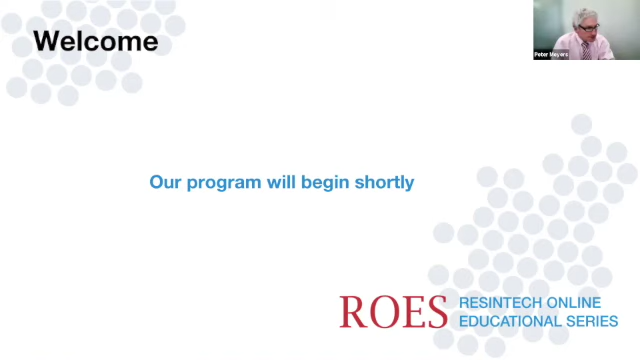 Welcome
Peter Meyers
Our program will begin shortly
ROES
RESINTECH ONLINE
EDUCATIONAL SERIES